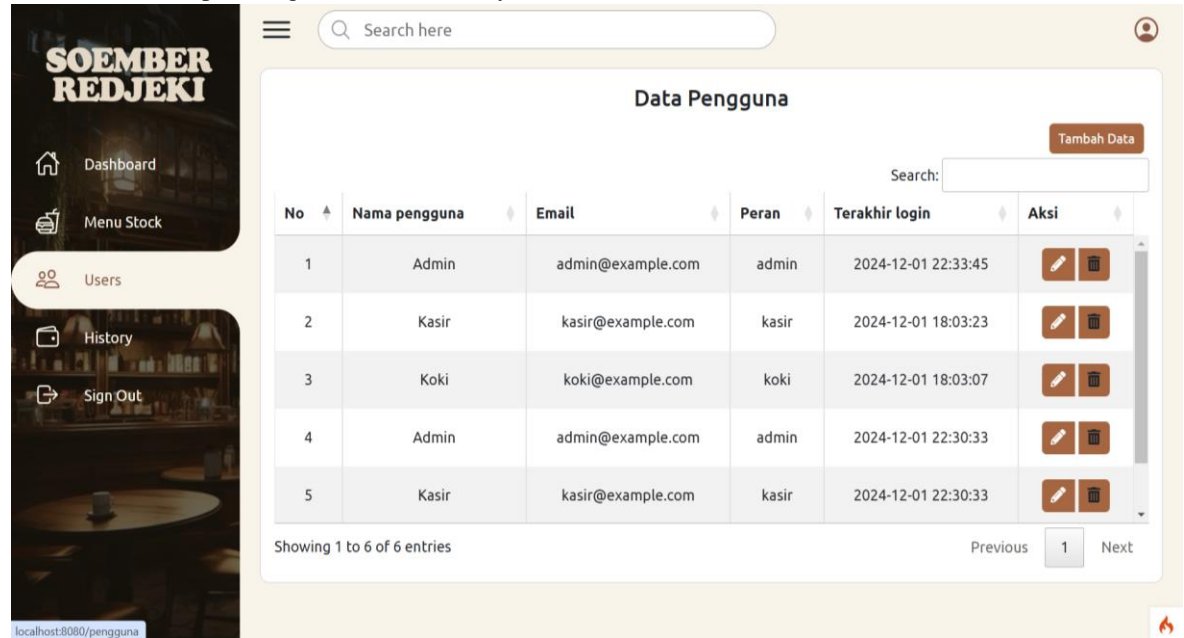 SOEMBER
REDJEKI
Dashboard
Menu Stock
Users
History
Sign Out
Search here
Data Pengguna
Tambah Data
Search:
No Nama pengguna Email Peran Terakhir login Aksi
1 Admin admin@example.com admin 2024-12-01 22:33:45
2 Kasir kasir@example.com kasir 2024-12-01 18:03:23
3 Koki koki@example.com koki 2024-12-01 18:03:07
4 Admin admin@example.com admin 2024-12-01 22:30:33
5 Kasir kasir@example.com kasir 2024-12-01 22:30:33
Showing 1 to 6 of 6 entries
Previous 1 Next
localhost:8080/pengguna